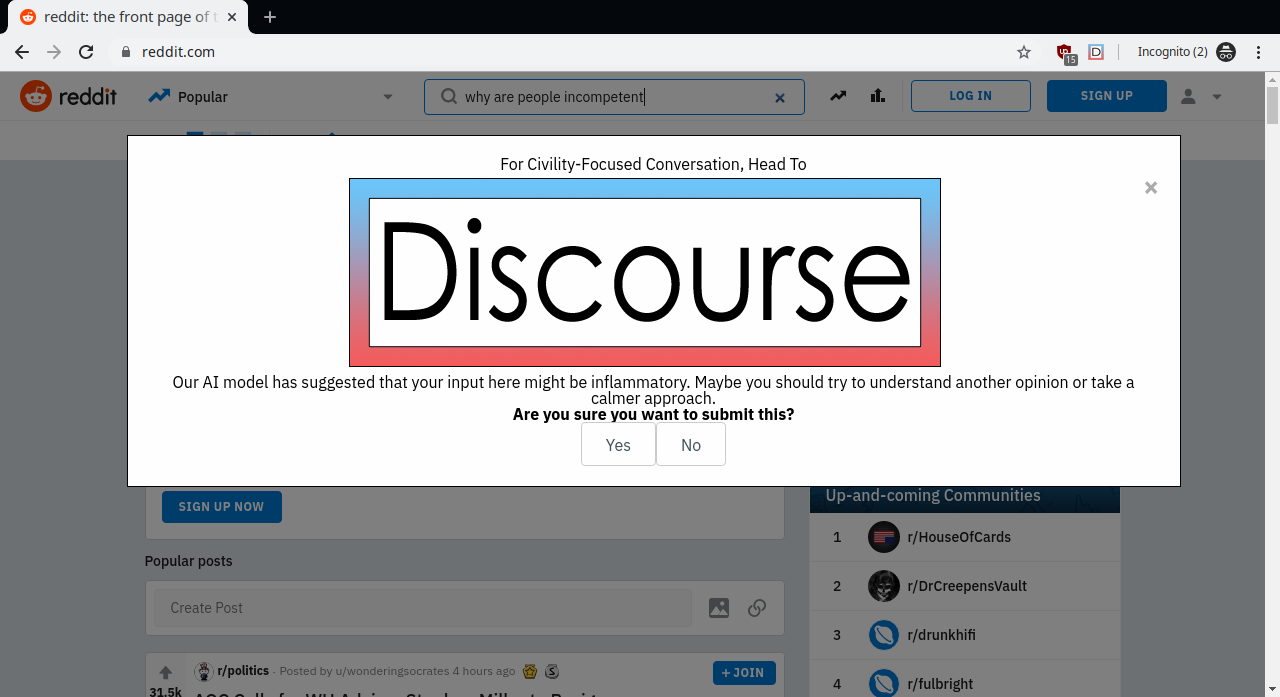 reddit: the front page of t
reddit.com
15
Incognito (2)
reddit
Popular
why are people incompetent
LOG IN
SIGN UP
For Civility-Focused Conversation, Head To
Discourse
Our AI model has suggested that your input here might be inflammatory. Maybe you should try to understand another opinion or take a
calmer approach.
Are you sure you want to submit this?
Yes
No
SIGN UP NOW
Up-and-coming Communities
1 r/HouseOfCards
Popular posts
2 r/DrCreepensVault
Create Post
3 r/drunkhifi
r/politics · Posted by u/wonderingsocrates 4 hours ago
+ JOIN
4 r/fulbright
31.5k